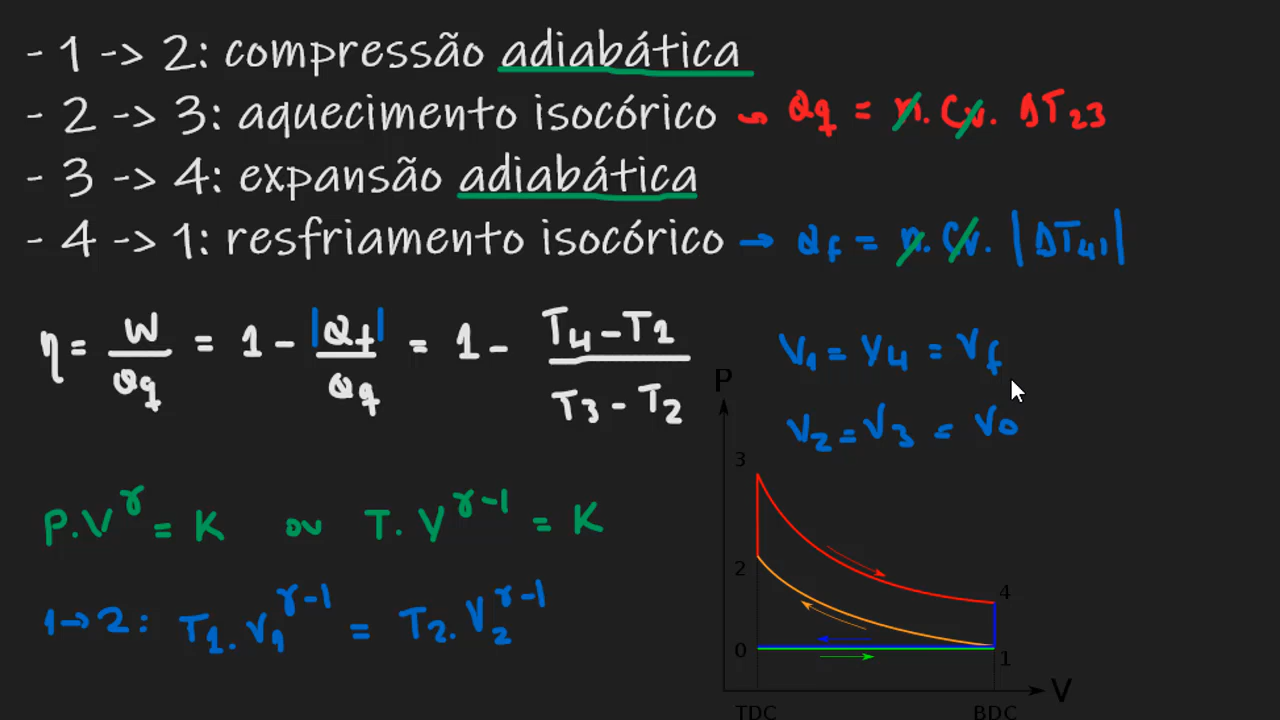 - 1 -> 2: compressão adiabática
- 2 -> 3: aquecimento isocórico → Qq = n. Cv. ΔT23
- 3 -> 4: expansão adiabática
- 4 -> 1: resfriamento isocórico → Qf = n. Cv. |ΔT41|
η = W/Qq = 1 - |Qf|/Qq = 1 - (T4 - T1)/(T3 - T2)
V1 = V4 = Vf
V2 = V3 = V0
P.V^γ = K ou T.V^γ-1 = K
1→2: T1.V1^γ-1 = T2.V2^γ-1
P
3
2
4
0
1
V
TDC
BDC